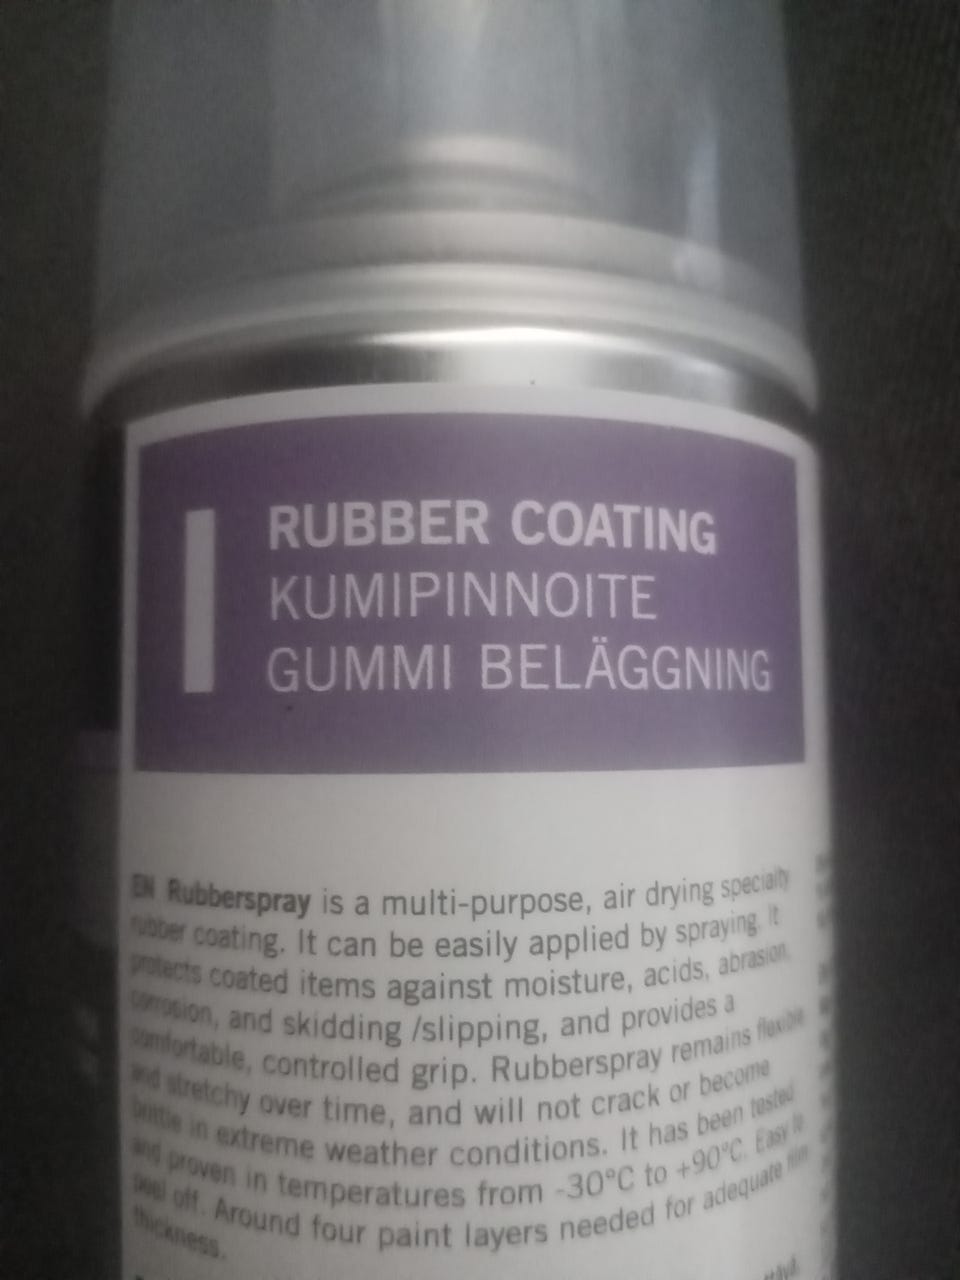 RUBBER COATING
KUMIPINNOITE
GUMMI BELÄGGNING
EN Rubberspray is a multi-purpose, air drying specialty
rubber coating. It can be easily applied by spraying. It
protects coated items against moisture, acids, abrasion,
corrosion, and skidding /slipping, and provides a
comfortable, controlled grip. Rubberspray remains flexible
and stretchy over time, and will not crack or become
brittle in extreme weather conditions. It has been tested
and proven in temperatures from -30°C to +90°C. Easy to
peel off. Around four paint layers needed for adequate film
thickness.